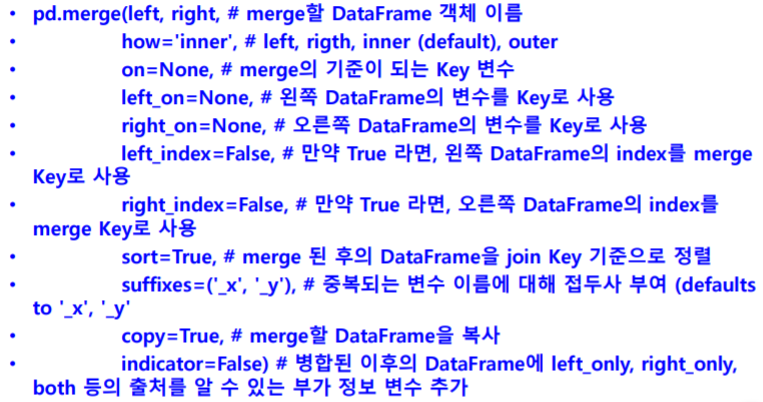 • pd.merge(left, right, # merge할 DataFrame 객체 이름
• how='inner', # left, rigth, inner (default), outer
• on=None, # merge의 기준이 되는 Key 변수
• left_on=None, # 왼쪽 DataFrame의 변수를 Key로 사용
• right_on=None, # 오른쪽 DataFrame의 변수를 Key로 사용
• left_index=False, # 만약 True 라면, 왼쪽 DataFrame의 index를 merge
Key로 사용
• right_index=False, # 만약 True 라면, 오른쪽 DataFrame의 index를
merge Key로 사용
• sort=True, # merge 된 후의 DataFrame을 join Key 기준으로 정렬
• suffixes=('_x', '_y'), # 중복되는 변수 이름에 대해 접두사 부여 (defaults
to '_x', '_y'
• copy=True, # merge할 DataFrame을 복사
• indicator=False) # 병합된 이후의 DataFrame에 left_only, right_only,
both 등의 출처를 알 수 있는 부가 정보 변수 추가